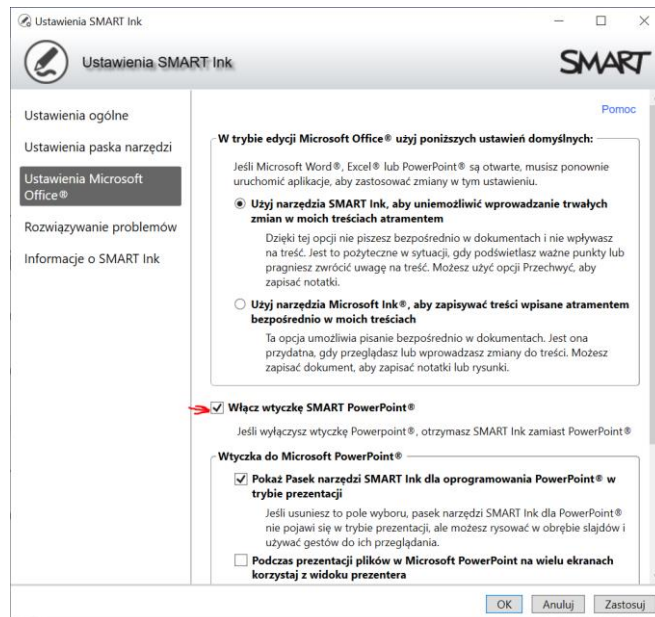 Ustawienia SMART Ink
Ustawienia SMART Ink
SMART
Ustawienia ogólne
Ustawienia paska narzędzi
Ustawienia Microsoft
Office®
Rozwiązywanie problemów
Informacje o SMART Ink
Pomoc
W trybie edycji Microsoft Office® użyj poniższych ustawień domyślnych:
Jeśli Microsoft Word®, Excel® lub PowerPoint® są otwarte, musisz ponownie
uruchomić aplikacje, aby zastosować zmiany w tym ustawieniu.
Użyj narzędzia SMART Ink, aby uniemożliwić wprowadzanie trwałych
zmian w moich treściach atramentem
Dzięki tej opcji nie piszesz bezpośrednio w dokumentach i nie wpływasz
na treść. Jest to pożyteczne w sytuacji, gdy podświetlasz ważne punkty lub
pragniesz zwrócić uwagę na treść. Możesz użyć opcji Przechwyć, aby
zapisać notatki.
Użyj narzędzia Microsoft Ink®, aby zapisywać treści wpisane atramentem
bezpośrednio w moich treściach
Ta opcja umożliwia pisanie bezpośrednio w dokumentach. Jest ona
przydatna, gdy przeglądasz lub wprowadzasz zmiany do treści. Możesz
zapisać dokument, aby zapisać notatki lub rysunki.
Włącz wtyczkę SMART PowerPoint®
Jeśli wyłączysz wtyczkę Powerpoint®, otrzymasz SMART Ink zamiast PowerPoint®
Wtyczka do Microsoft PowerPoint®
Pokaż Pasek narzędzi SMART Ink dla oprogramowania PowerPoint® w
trybie prezentacji
Jeśli usuniesz to pole wyboru, pasek narzędzi SMART Ink dla PowerPoint®
nie pojawi się w trybie prezentacji, ale możesz rysować w obrębie slajdów i
używać gestów do ich przeglądania.
Podczas prezentacji plików w Microsoft PowerPoint na wielu ekranach
korzystaj z widoku prezentera
OK Anuluj Zastosuj